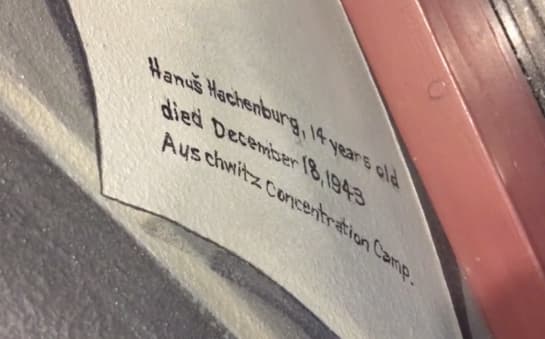 Hanuš Hachenburg, 14 years old
died December 18, 1943
Auschwitz Concentration Camp.